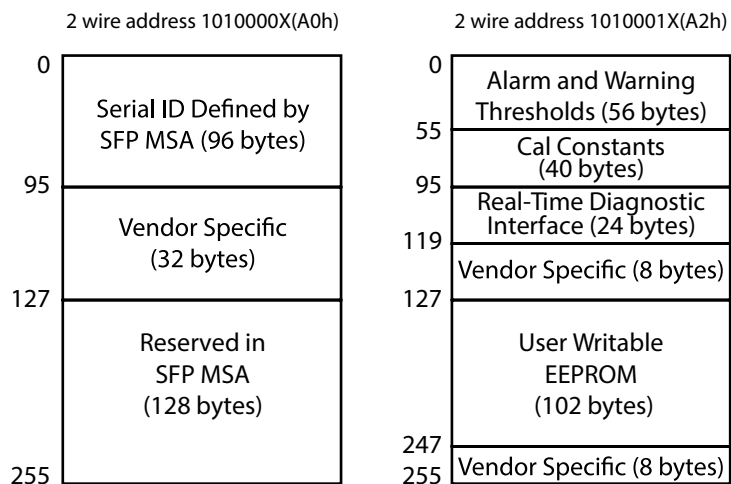 2 wire address 1010000X(A0h)
0
Serial ID Defined by
SFP MSA (96 bytes)
95
Vendor Specific
(32 bytes)
127
Reserved in
SFP MSA
(128 bytes)
255
2 wire address 1010001X(A2h)
0
Alarm and Warning
Thresholds (56 bytes)
55
Cal Constants
(40 bytes)
95
Real-Time Diagnostic
Interface (24 bytes)
119
Vendor Specific (8 bytes)
127
User Writable
EEPROM
(102 bytes)
247
Vendor Specific (8 bytes)
255